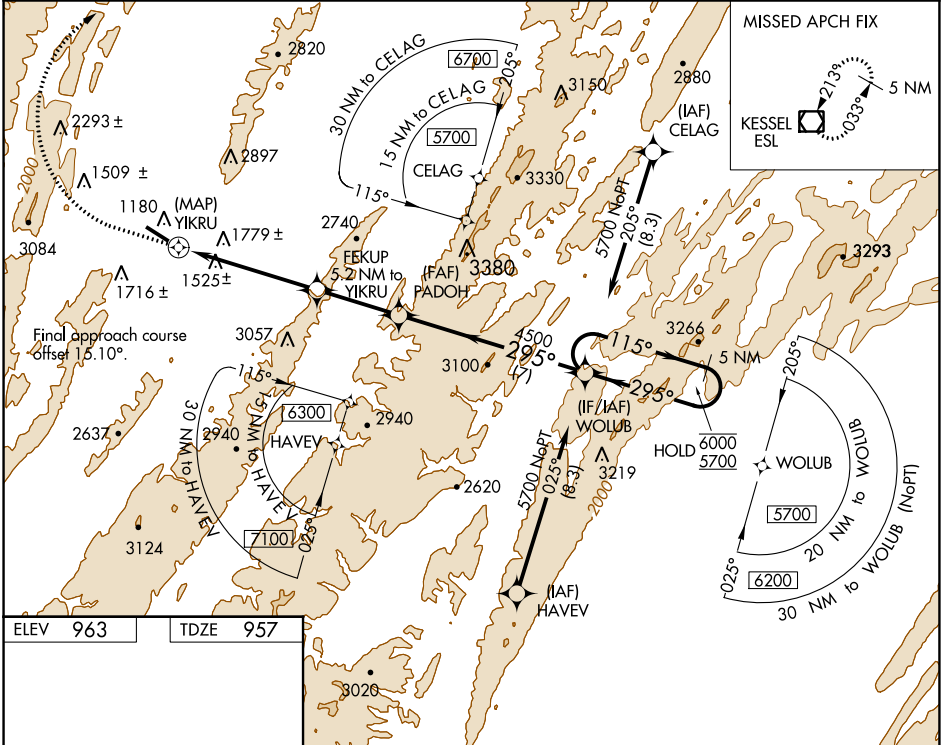 MISSED APCH FIX
213°
5 NM
033°
KESSEL
ESL
2820
30 NM to CELAG
6700
205°
15 NM to CELAG
5700
CELAG
115°
3150
2880
(IAF)
CELAG
3330
5700 NoPT
205°
(8.3)
2293 ±
2897
1509 ±
2000
1180
(MAP)
YIKRU
1779 ±
2740
3084
1716 ±
1525 ±
FEKUP
5.2 NM to
YIKRU
(FAF)
PADOH
3380
3293
Final approach course
offset 15.10°.
3057
3100
4500
295°
(7)
115°
3266
5 NM
295°
(IF/IAF)
WOLUB
HOLD
6000
5700
205°
WOLUB
5700
20 NM to WOLUB
025°
6200
30 NM to WOLUB (NoPT)
115°
6300
HAVEV
2940
2940
2637
30 NM to HAVEV
15 NM to HAVEV
7100
025°
3124
2620
5700 NoPT
025°
(8.3)
3219
2000
(IAF)
HAVEV
ELEV 963
TDZE 957
3020